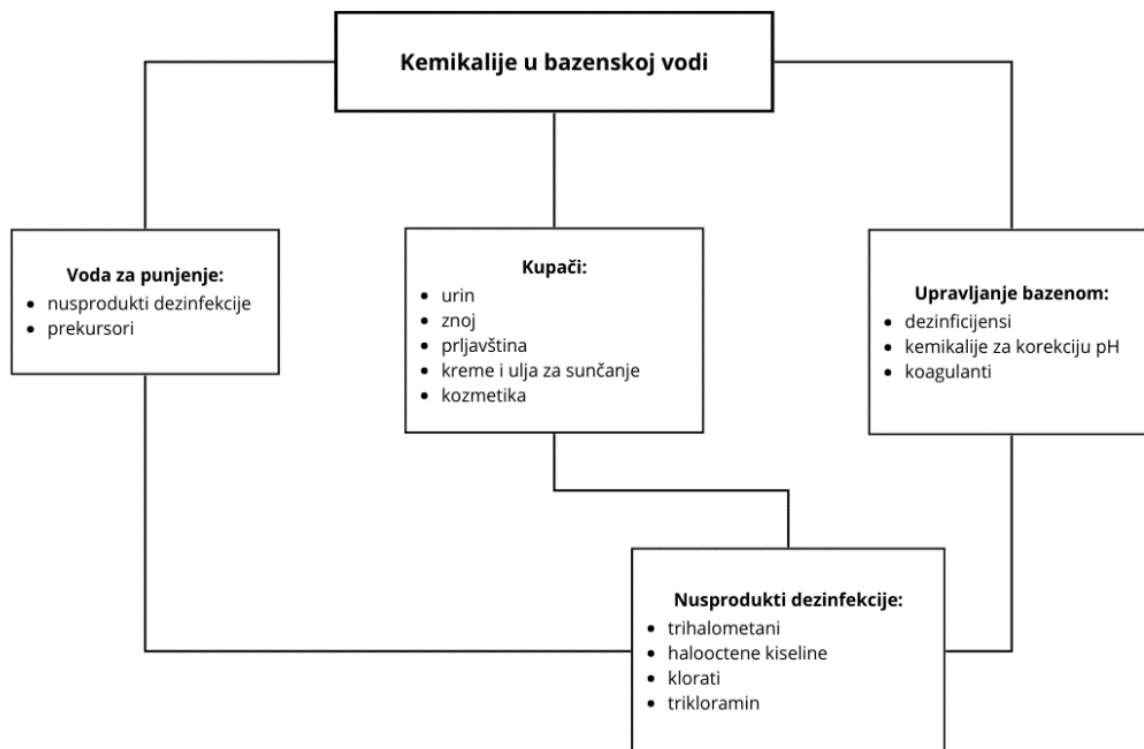 Kemikalije u bazenskoj vodi
Voda za punjenje:
• nusprodukti dezinfekcije
• prekursori
Kupači:
• urin
• znoj
• prljavština
• kreme i ulja za sunčanje
• kozmetika
Upravljanje bazenom:
• dezinficijensi
• kemikalije za korekciju pH
• koagulanti
Nusprodukti dezinfekcije:
• trihalometani
• halooctene kiseline
• klorati
• trikloramin